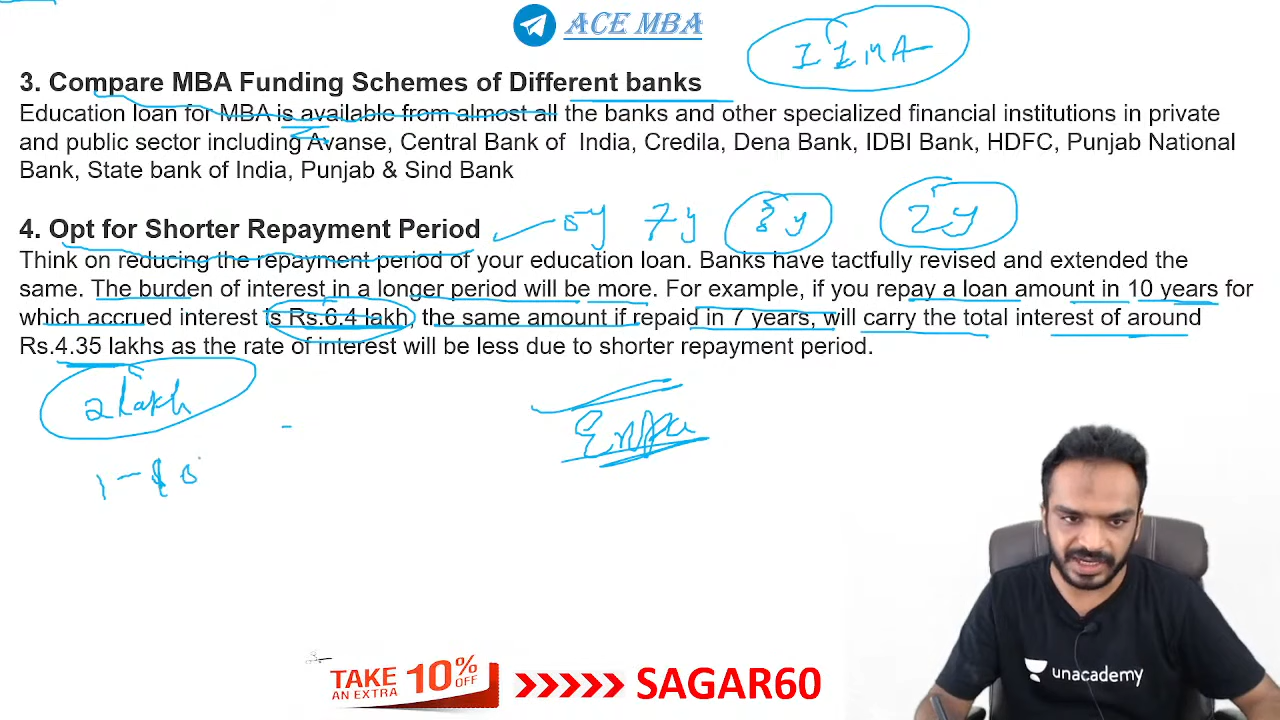 ACE MBA
IIMA
3. Compare MBA Funding Schemes of Different banks
Education loan for MBA is available from almost all the banks and other specialized financial institutions in private
and public sector including Avanse, Central Bank of India, Credila, Dena Bank, IDBI Bank, HDFC, Punjab National
Bank, State bank of India, Punjab & Sind Bank
4. Opt for Shorter Repayment Period
7y
2y
Think on reducing the repayment period of your education loan. Banks have tactfully revised and extended the
same. The burden of interest in a longer period will be more. For example, if you repay a loan amount in 10 years for
which accrued interest is Rs.6.4 lakh, the same amount if repaid in 7 years, will carry the total interest of around
Rs.4.35 lakhs as the rate of interest will be less due to shorter repayment period.
2 lakh
Extra
unacademy
TAKE 10% OFF
AN EXTRA
SAGAR60